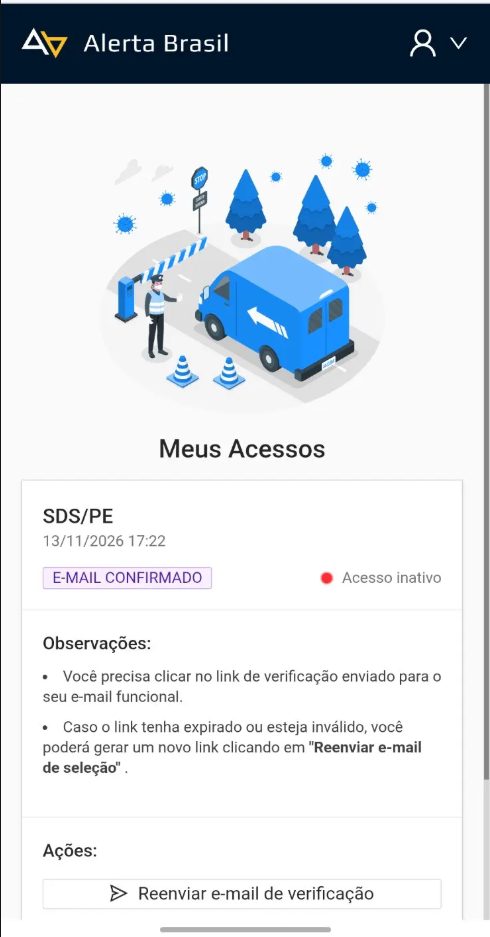 Alerta Brasil
STOP
Meus Acessos
SDS/PE
13/11/2026 17:22
E-MAIL CONFIRMADO
Acesso inativo
Observações:
• Você precisa clicar no link de verificação enviado para o
seu e-mail funcional.
• Caso o link tenha expirado ou esteja inválido, você
poderá gerar um novo link clicando em "Reenviar e-mail
de seleção" .
Ações:
Reenviar e-mail de verificação